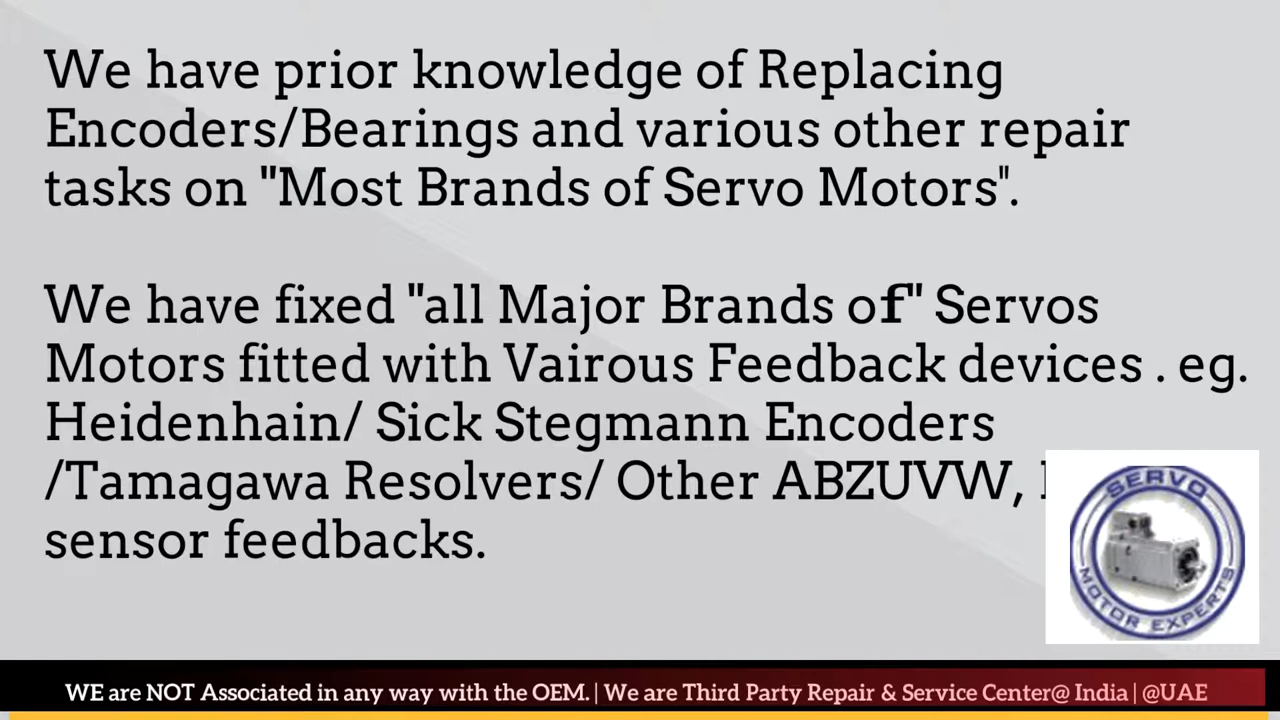 We have prior knowledge of Replacing
Encoders/Bearings and various other repair
tasks on "Most Brands of Servo Motors".
We have fixed "all Major Brands of" Servos
Motors fitted with Vairous Feedback devices . eg.
Heidenhain/ Sick Stegmann Encoders
/Tamagawa Resolvers/ Other ABZUVW,
sensor feedbacks.
SERVO
MOTOR EXPERTS
WE are NOT Associated in any way with the OEM. | We are Third Party Repair & Service Center@ India | @UAE